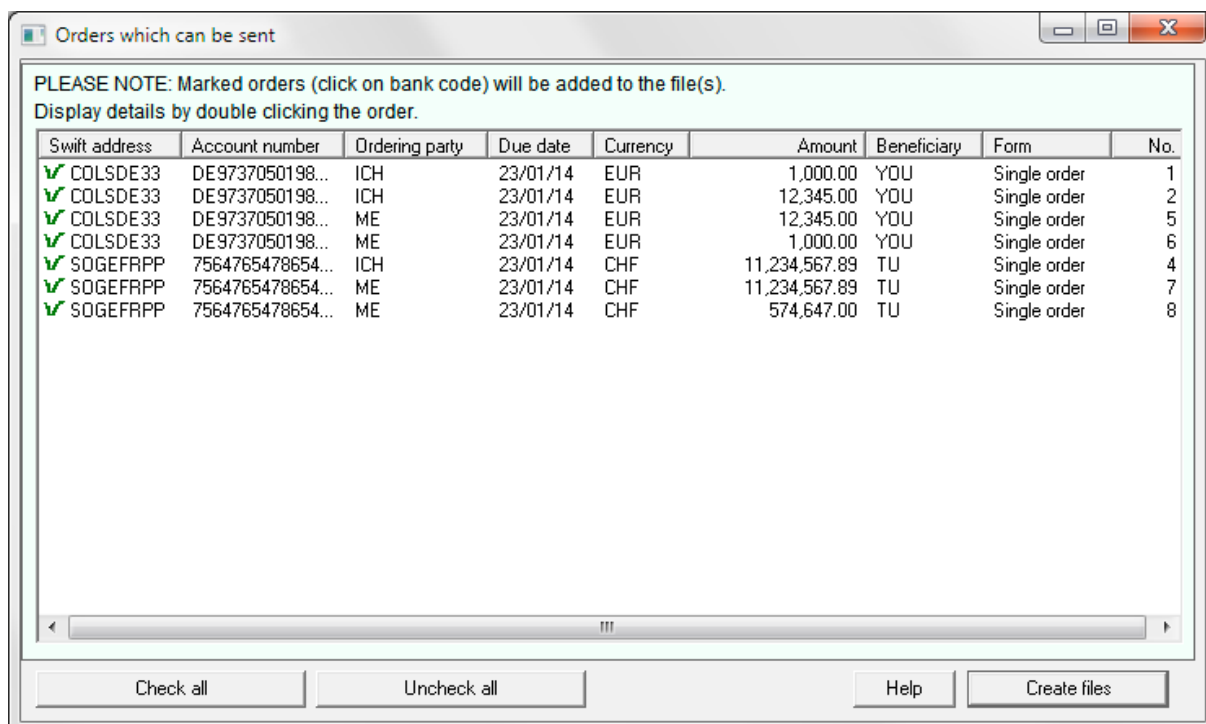 Orders which can be sent
PLEASE NOTE: Marked orders (click on bank code) will be added to the file(s).
Display details by double clicking the order.
Swift address Account number Ordering party Due date Currency Amount Beneficiary Form No.
COLSDE33 DE9737050198... ICH 23/01/14 EUR 1,000.00 YOU Single order 1
COLSDE33 DE9737050198... ICH 23/01/14 EUR 12,345.00 YOU Single order 2
COLSDE33 DE9737050198... ME 23/01/14 EUR 12,345.00 YOU Single order 5
COLSDE33 DE9737050198... ME 23/01/14 EUR 1,000.00 YOU Single order 6
SOGEFRPP 7564765478654... ICH 23/01/14 CHF 11,234,567.89 TU Single order 4
SOGEFRPP 7564765478654... ME 23/01/14 CHF 11,234,567.89 TU Single order 7
SOGEFRPP 7564765478654... ME 23/01/14 CHF 574,647.00 TU Single order 8
Check all Uncheck all Help Create files